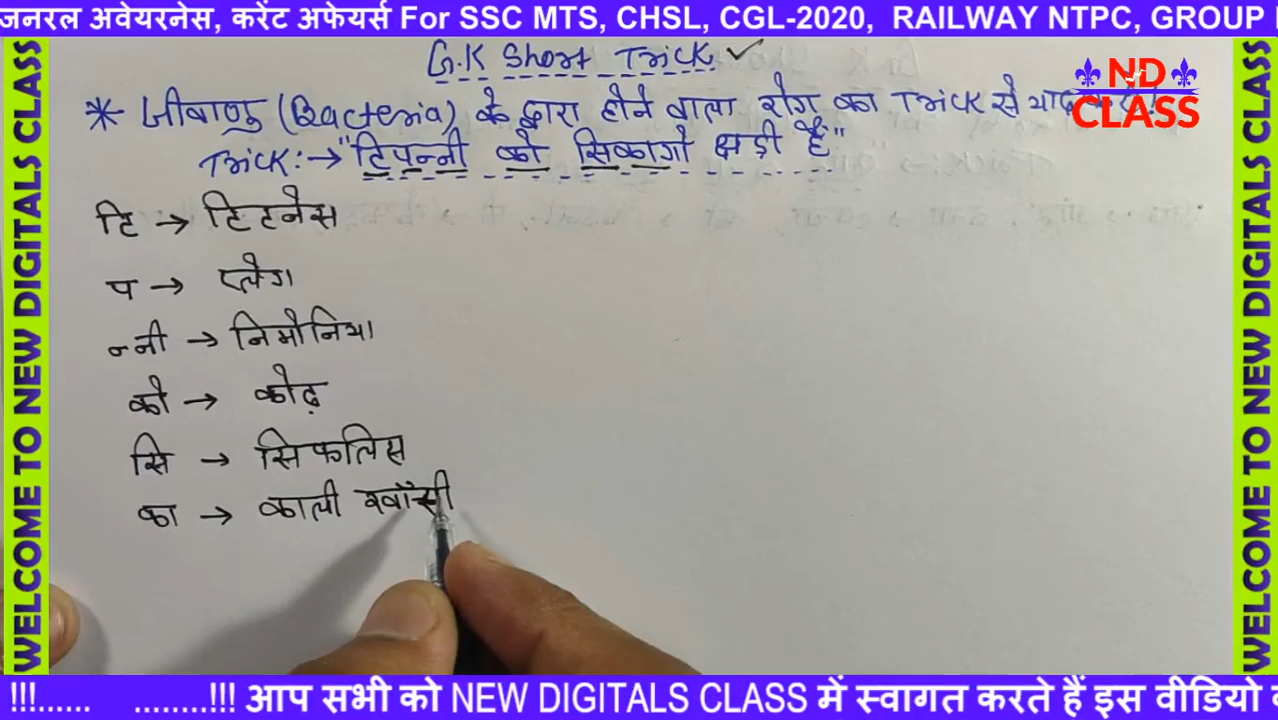 जनरल अवेयरनेस, करेंट अफेयर्स For SSC MTS, CHSL, CGL-2020, RAILWAY NTPC, GROUP
G.K Short Trick ✓
ND
CLASS
* जीवाणु (Bacteria) के द्वारा होने वाला रोग का Trick से याद
Trick:→ "टिपन्नी को सिकागो क्षड़ी है"
टि → टिटनेस
प → प्लेग
न्नी → निमोनिया
को → कोढ़
सि → सिफलिस
का → काली खाँसी
WELCOME TO NEW DIGITALS CLASS
WELCOME TO NEW DIGITALS CLASS
!!!...... ........!!! आप सभी को NEW DIGITALS CLASS में स्वागत करते हैं इस वीडियो